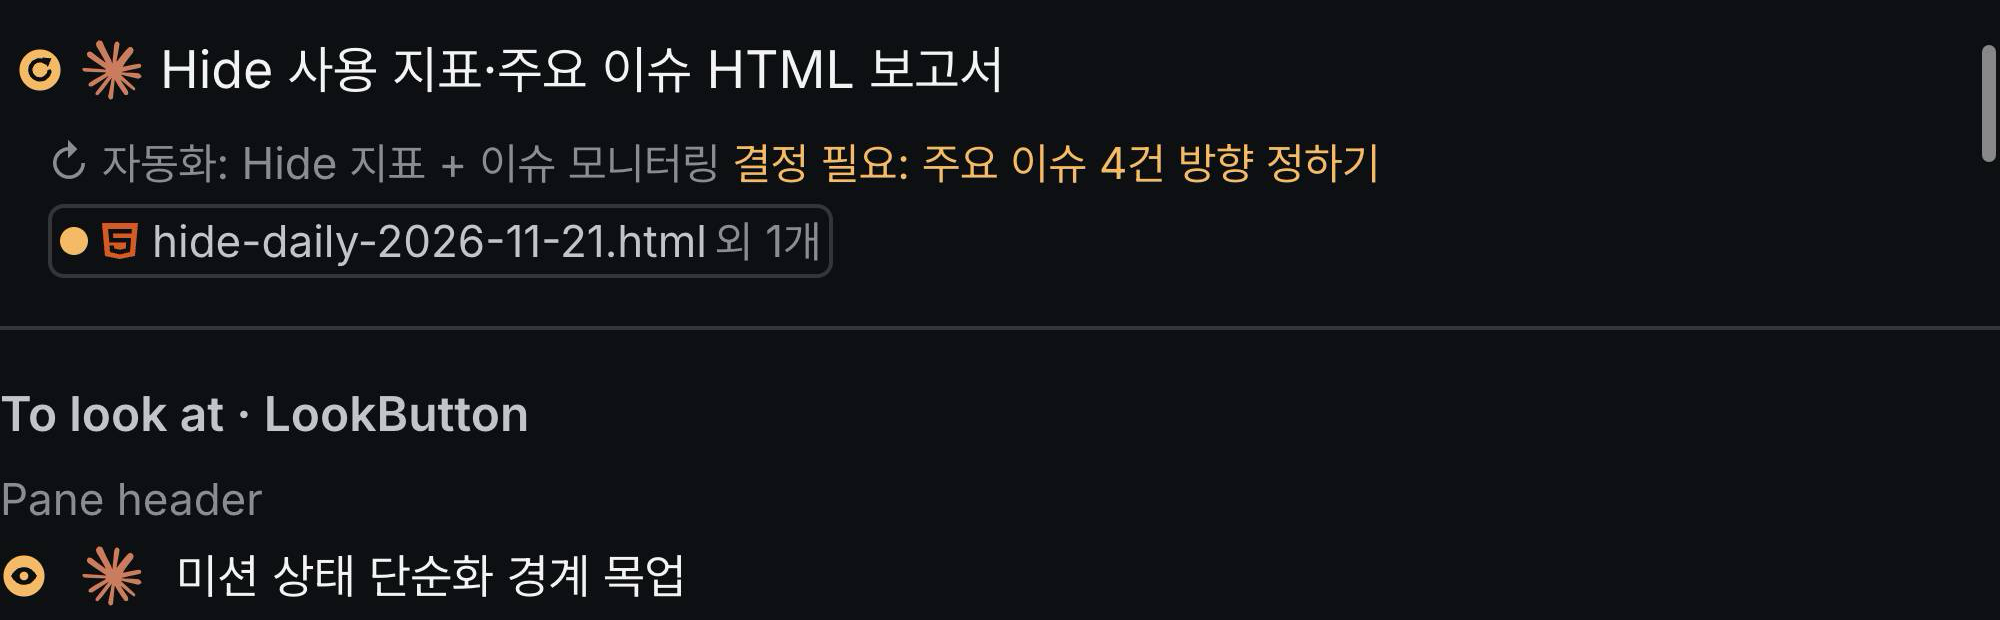 Hide 사용 지표·주요 이슈 HTML 보고서
자동화: Hide 지표 + 이슈 모니터링 결정 필요: 주요 이슈 4건 방향 정하기
hide-daily-2026-11-21.html 외 1개
To look at · LookButton
Pane header
미션 상태 단순화 경계 목업